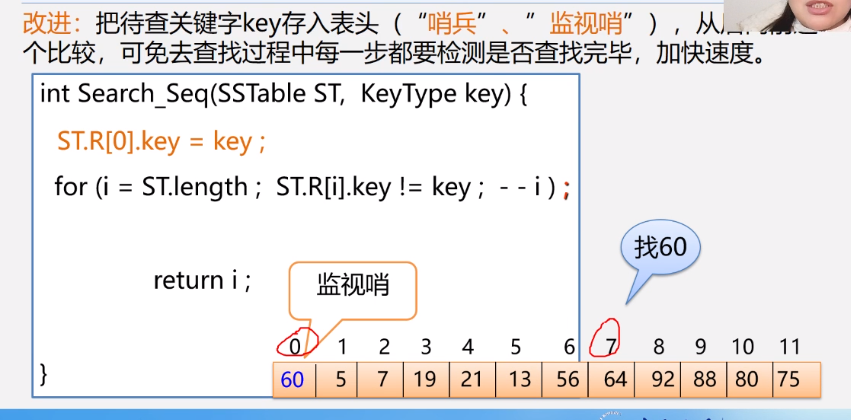 改进：把待查关键字key存入表头（“哨兵”、”监视哨”），从
个比较，可免去查找过程中每一步都要检测是否查找完毕，加快速度。
int Search_Seq(SSTable ST, KeyType key) {
ST.R[0].key = key ;
for (i = ST.length ; ST.R[i].key != key ; - - i ) ;
找60
return i ;
监视哨
0 1 2 3 4 5 6 7 8 9 10 11
}
60 5 7 19 21 13 56 64 92 88 80 75